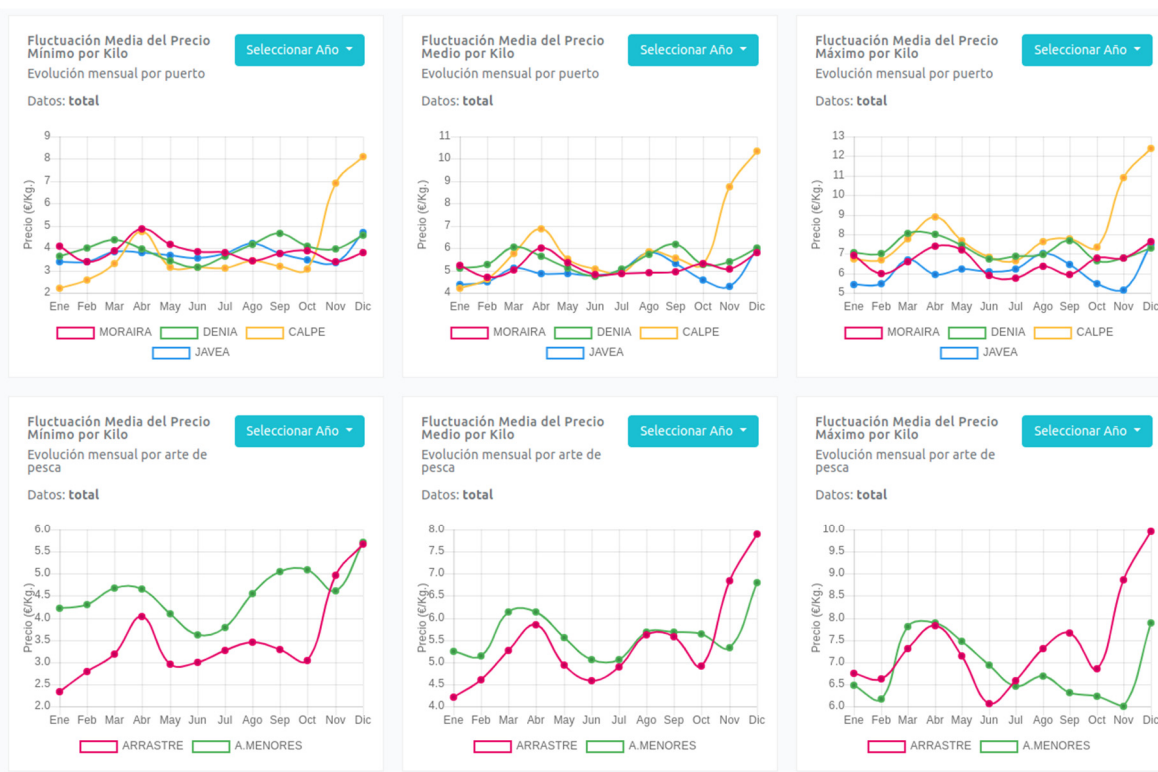 Fluctuación Media del Precio
Mínimo por Kilo
Seleccionar Año
Evolución mensual por puerto
Datos: total
9
8
7
6
5
4
3
2
Precio (€/Kg.)
Ene Feb Mar Abr May Jun Jul Ago Sep Oct Nov Dic
MORAIRA DENIA CALPE
JAVEA
Fluctuación Media del Precio
Medio por Kilo
Seleccionar Año
Evolución mensual por puerto
Datos: total
11
10
9
8
7
6
5
4
Precio (€/Kg.)
Ene Feb Mar Abr May Jun Jul Ago Sep Oct Nov Dic
MORAIRA DENIA CALPE
JAVEA
Fluctuación Media del Precio
Máximo por Kilo
Seleccionar Año
Evolución mensual por puerto
Datos: total
13
12
11
10
9
8
7
6
5
Precio (€/Kg.)
Ene Feb Mar Abr May Jun Jul Ago Sep Oct Nov Dic
MORAIRA DENIA CALPE
JAVEA
Fluctuación Media del Precio
Mínimo por Kilo
Seleccionar Año
Evolución mensual por arte de
pesca
Datos: total
6.0
5.5
5.0
4.5
4.0
3.5
3.0
2.5
2.0
Precio (€/Kg.)
Ene Feb Mar Abr May Jun Jul Ago Sep Oct Nov Dic
ARRASTRE A.MENORES
Fluctuación Media del Precio
Medio por Kilo
Seleccionar Año
Evolución mensual por arte de
pesca
Datos: total
8.0
7.5
7.0
6.5
6.0
5.5
5.0
4.5
4.0
Precio (€/Kg.)
Ene Feb Mar Abr May Jun Jul Ago Sep Oct Nov Dic
ARRASTRE A.MENORES
Fluctuación Media del Precio
Máximo por Kilo
Seleccionar Año
Evolución mensual por arte de
pesca
Datos: total
10.0
9.5
9.0
8.5
8.0
7.5
7.0
6.5
6.0
Precio (€/Kg.)
Ene Feb Mar Abr May Jun Jul Ago Sep Oct Nov Dic
ARRASTRE A.MENORES